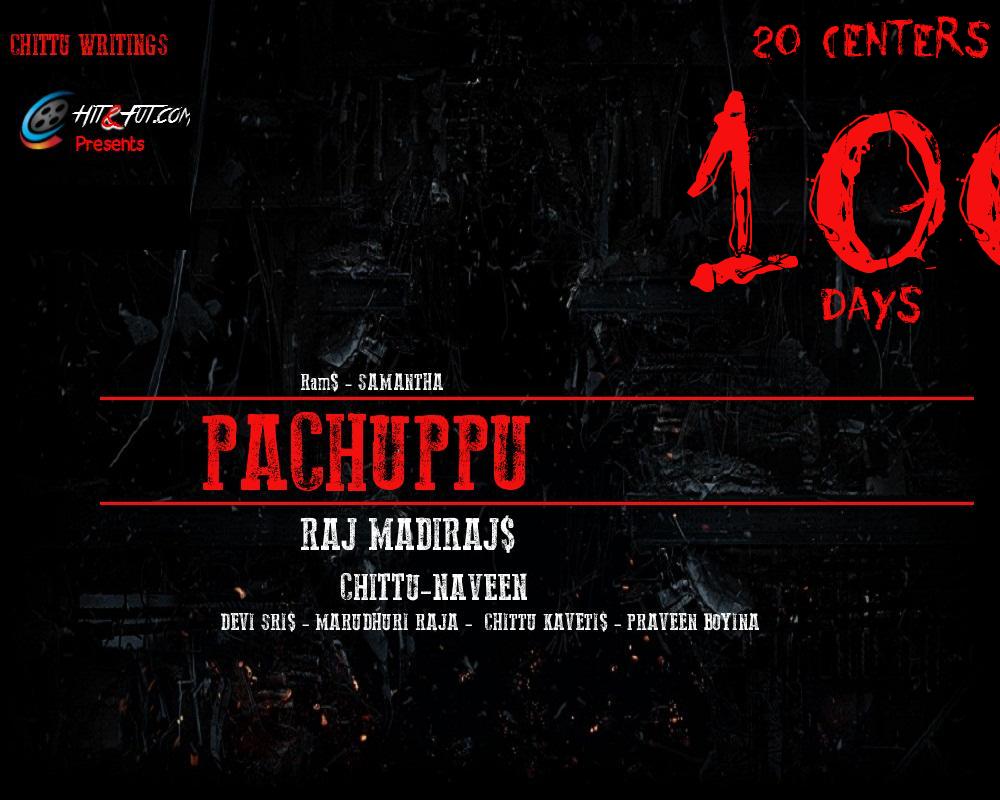 CHITTU WRITINGS
HIT&FUT.COM
Presents
20 CENTERS
100
DAYS
Ram$ - SAMANTHA
PACHUPPU
RAJ MADIRAJ$
CHITTU-NAVEEN
DEVI SRI$ - MARUDHURI RAJA - CHITTU KAVETI$ - PRAVEEN BOYINA